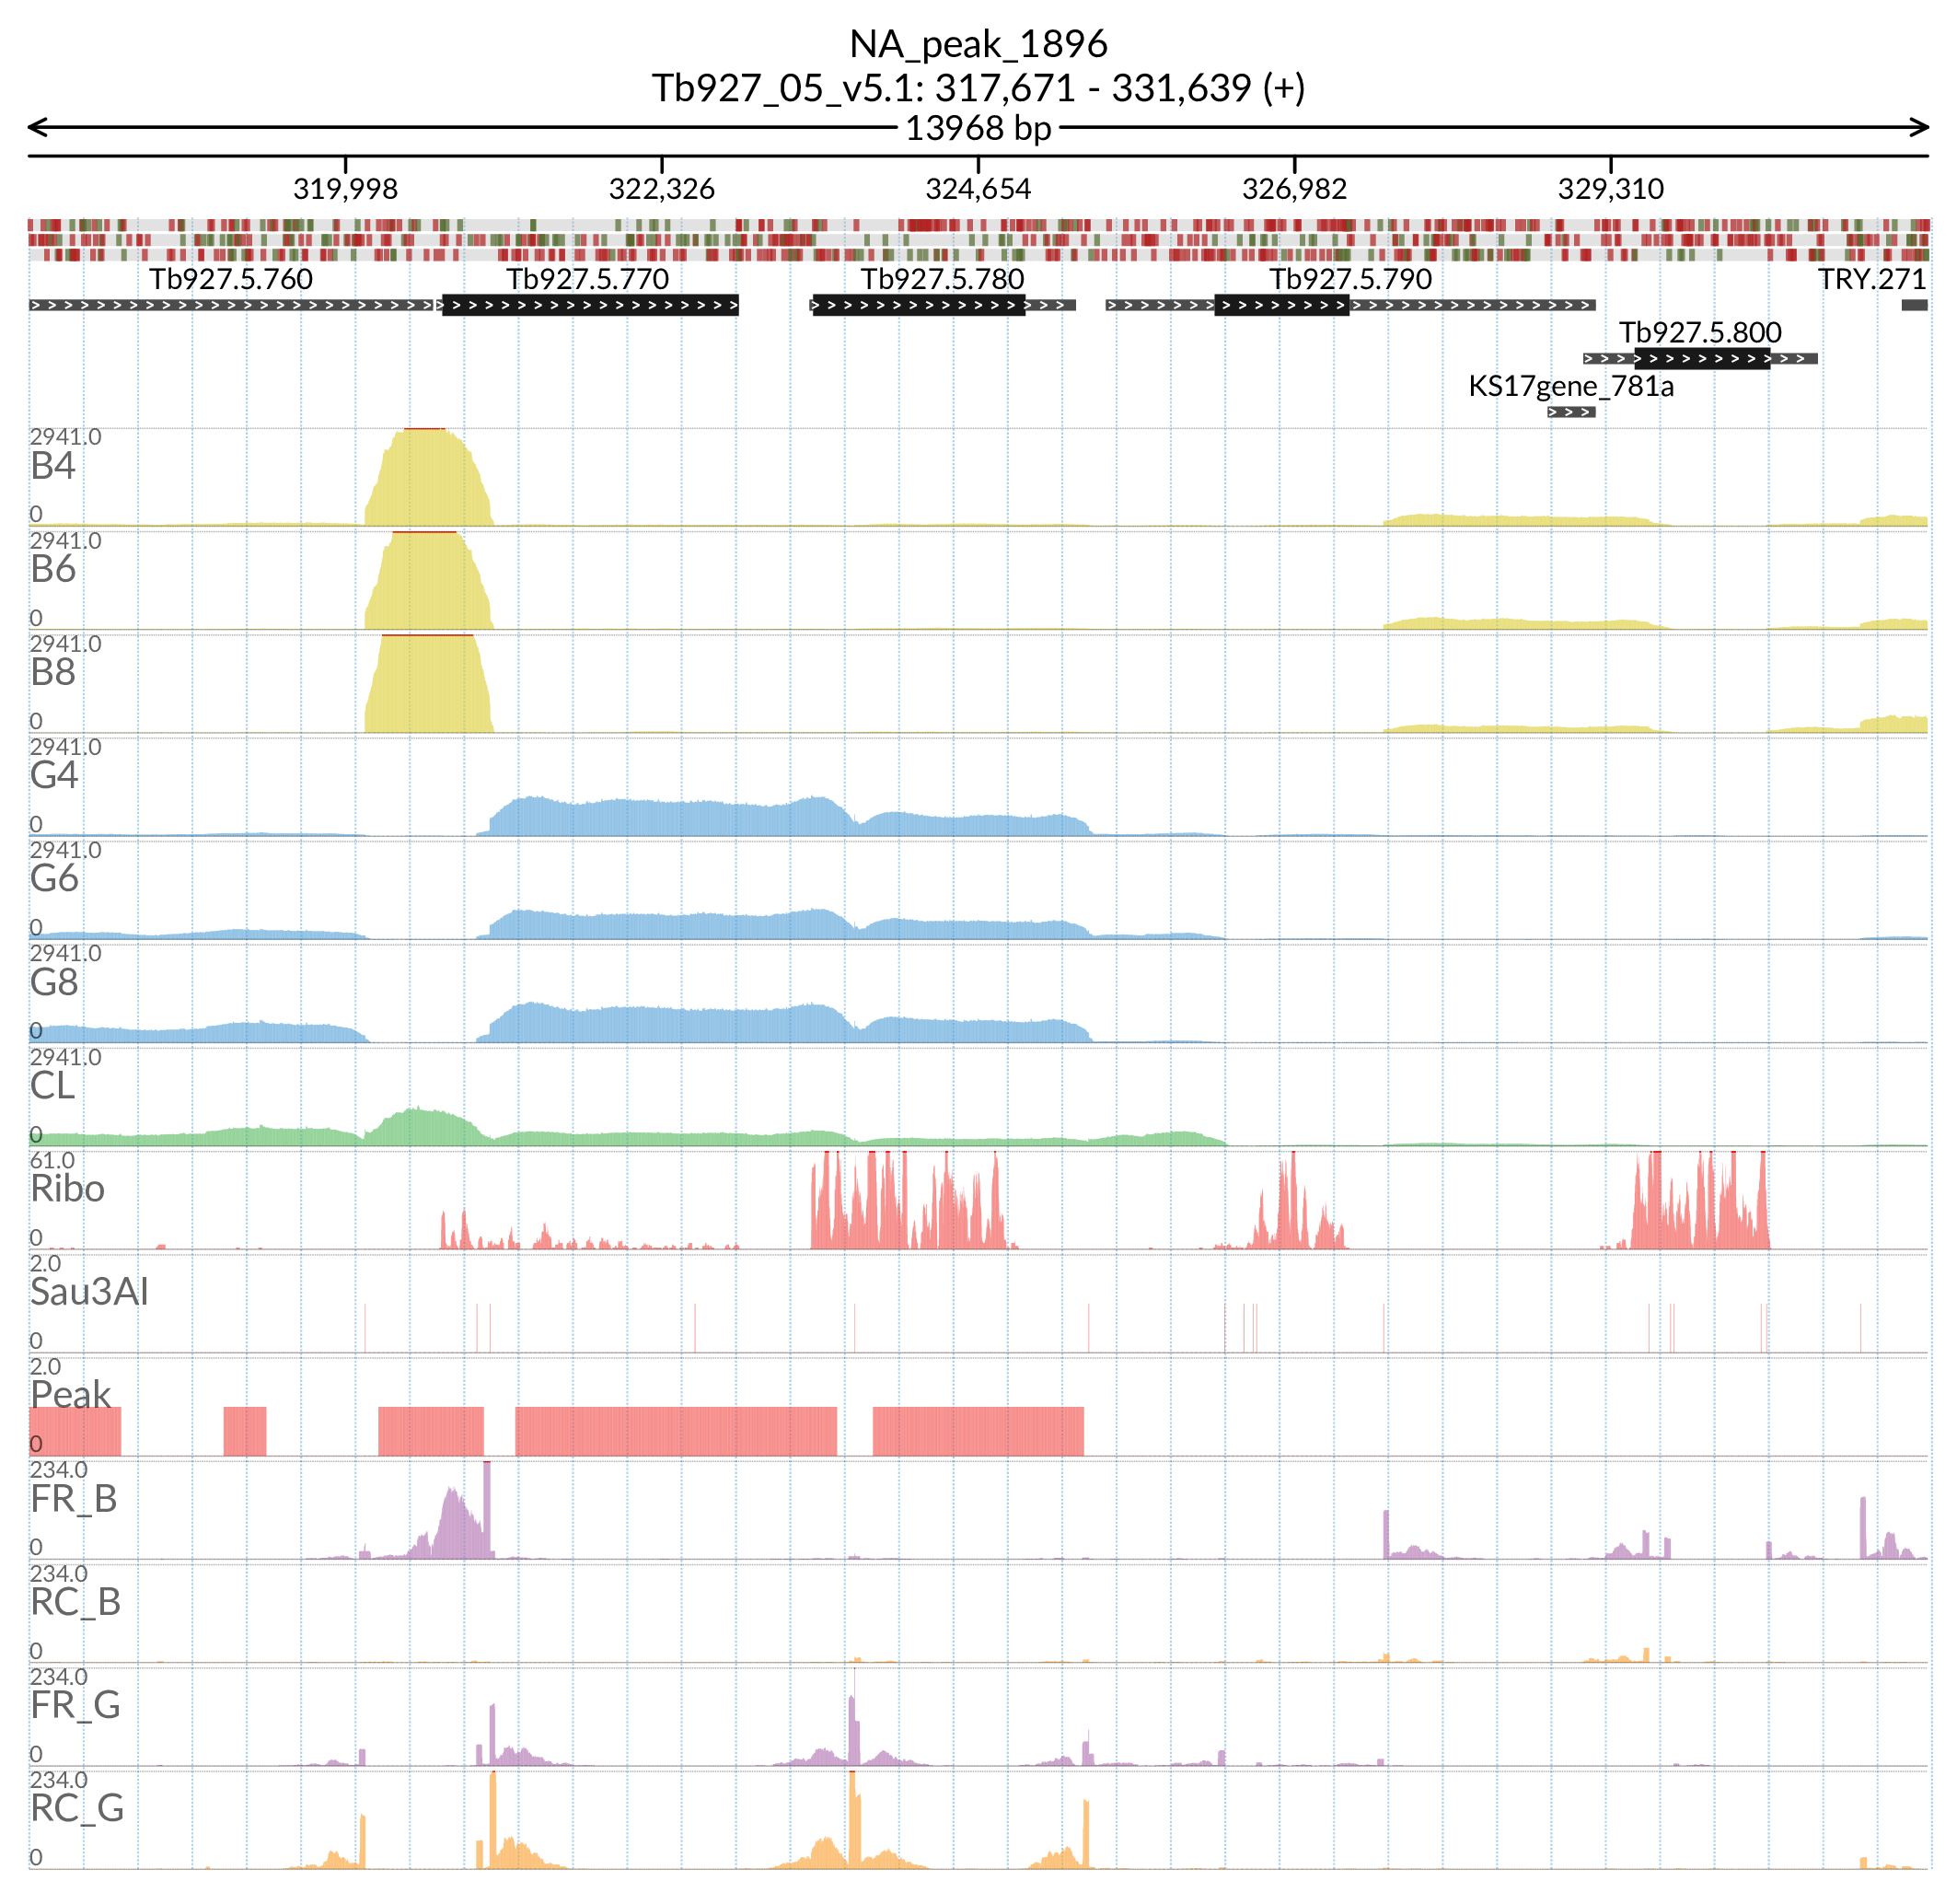 NA_peak_1896
Tb927_05_v5.1: 317,671 - 331,639 (+)
13968 bp
319,998 322,326 324,654 326,982 329,310
Tb927.5.760 Tb927.5.770 Tb927.5.780 Tb927.5.790 TRY.271
Tb927.5.800
KS17gene_781a
2941.0
B4
0
2941.0
B6
0
2941.0
B8
0
2941.0
G4
0
2941.0
G6
0
2941.0
G8
0
2941.0
CL
0
61.0
Ribo
0
2.0
Sau3AI
0
2.0
Peak
0
234.0
FR_B
0
234.0
RC_B
0
234.0
FR_G
0
234.0
RC_G
0